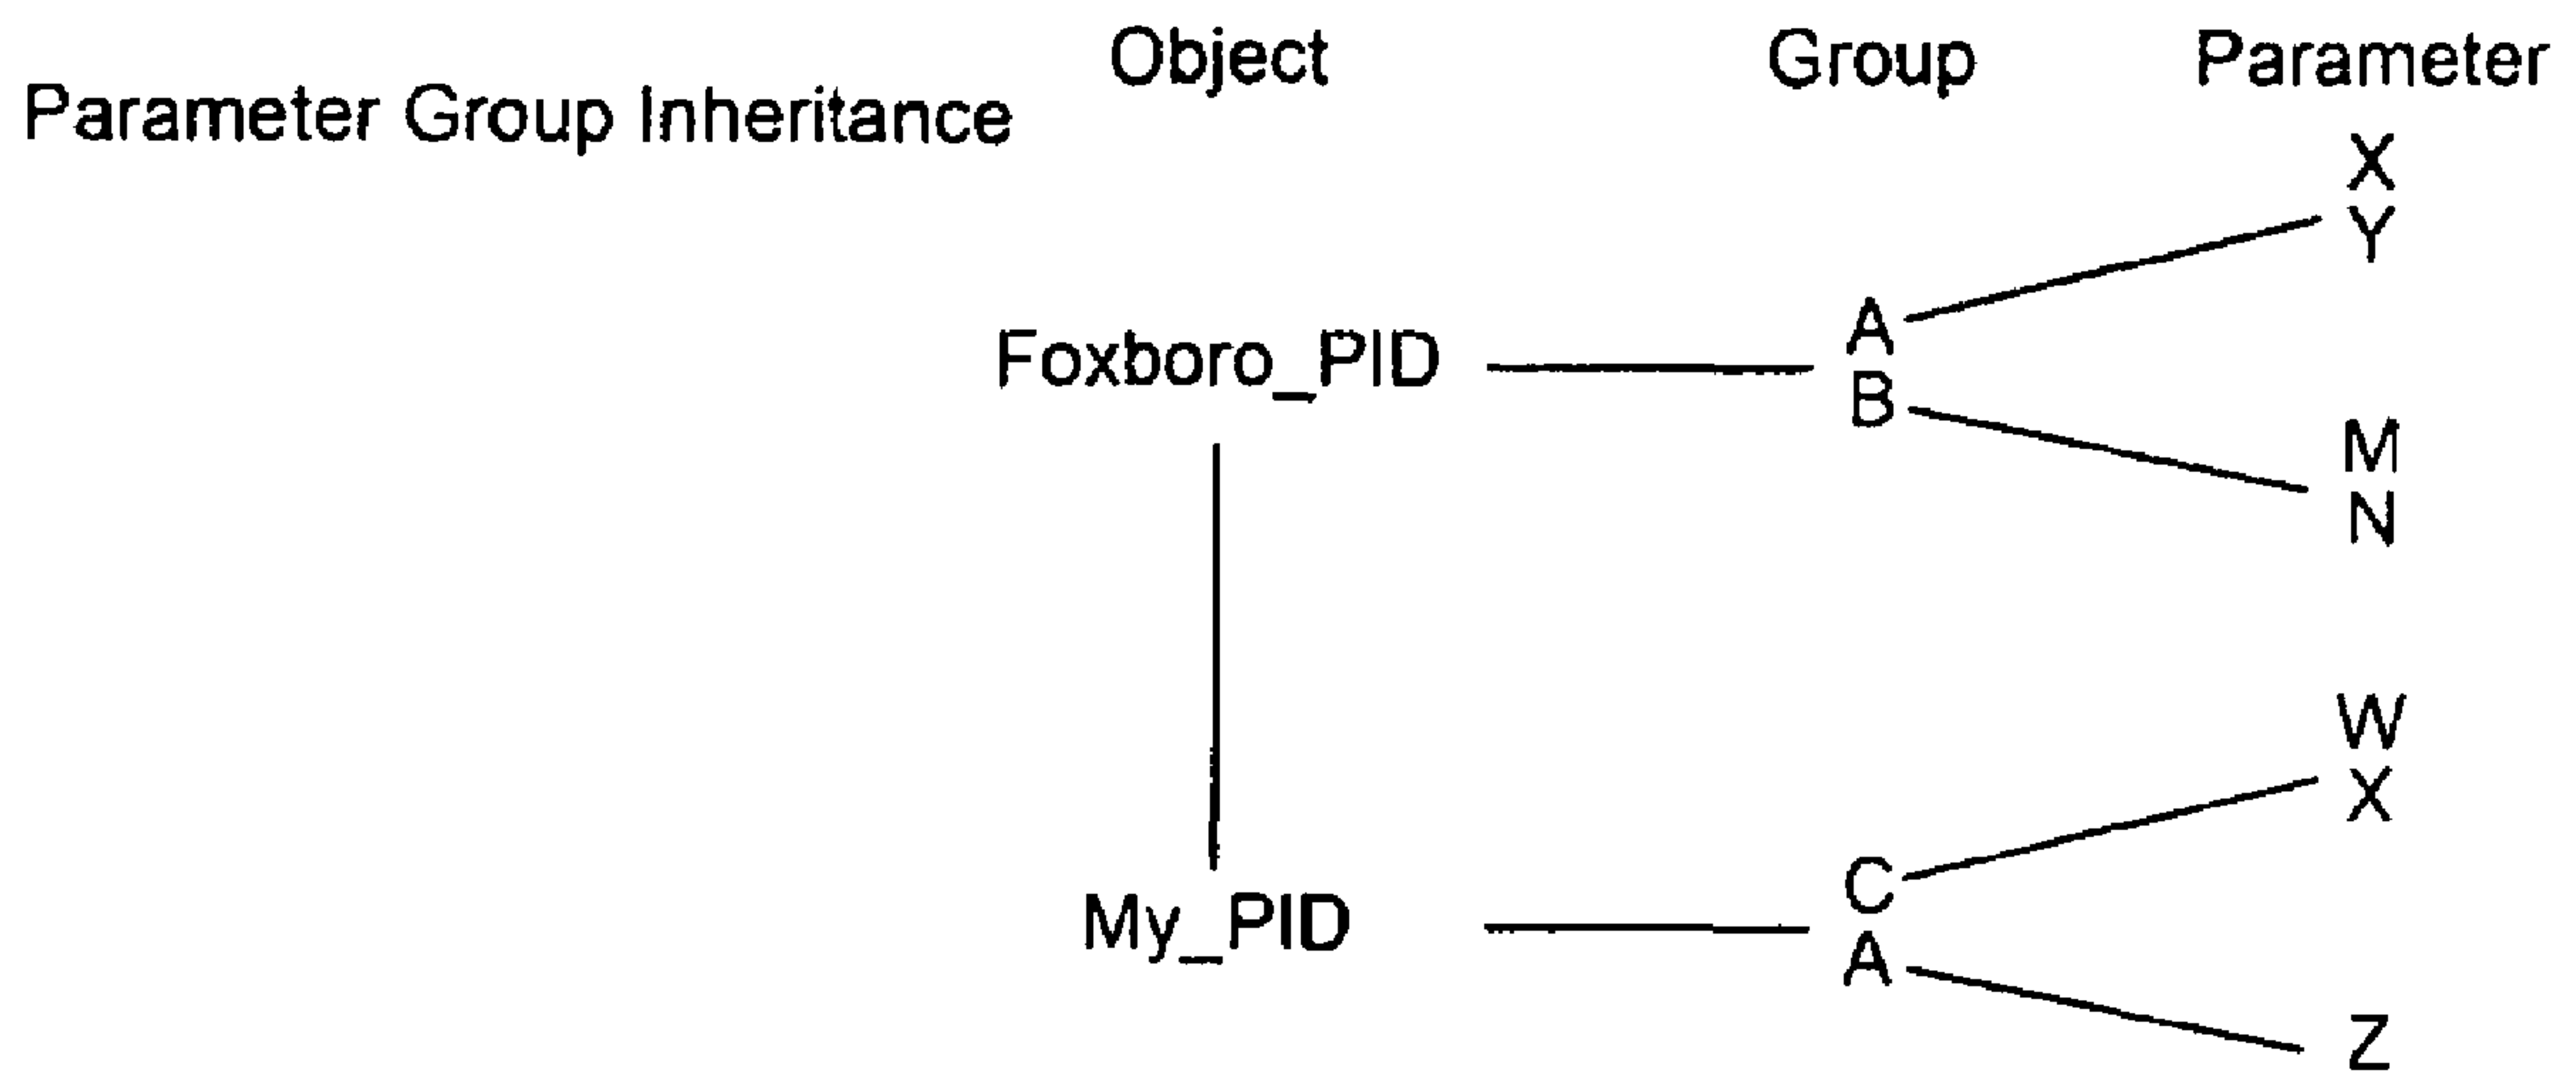 Object Group Parameter
Parameter Group Inheritance
X
Y
A
Foxboro_PID
B
M
N
W
X
C
My_PID
A
Z